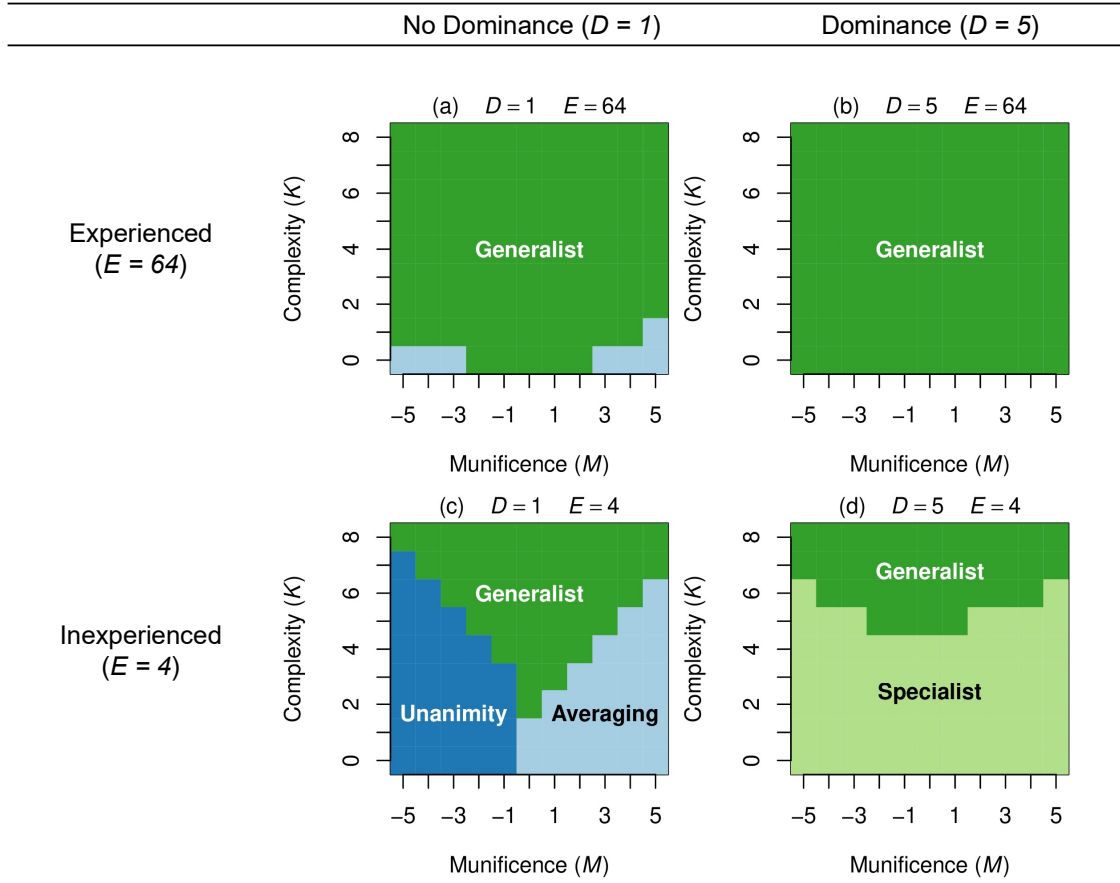 No Dominance (D = 1) Dominance (D = 5)
Experienced
(E = 64)
(a) D = 1 E = 64
Complexity (K)
8
6
4
2
0
Generalist
−5 −3 −1 1 3 5
Munificence (M)
(b) D = 5 E = 64
Complexity (K)
8
6
4
2
0
Generalist
−5 −3 −1 1 3 5
Munificence (M)
Inexperienced
(E = 4)
(c) D = 1 E = 4
Complexity (K)
8
6
4
2
0
Generalist
Unanimity Averaging
−5 −3 −1 1 3 5
Munificence (M)
(d) D = 5 E = 4
Complexity (K)
8
6
4
2
0
Generalist
Specialist
−5 −3 −1 1 3 5
Munificence (M)